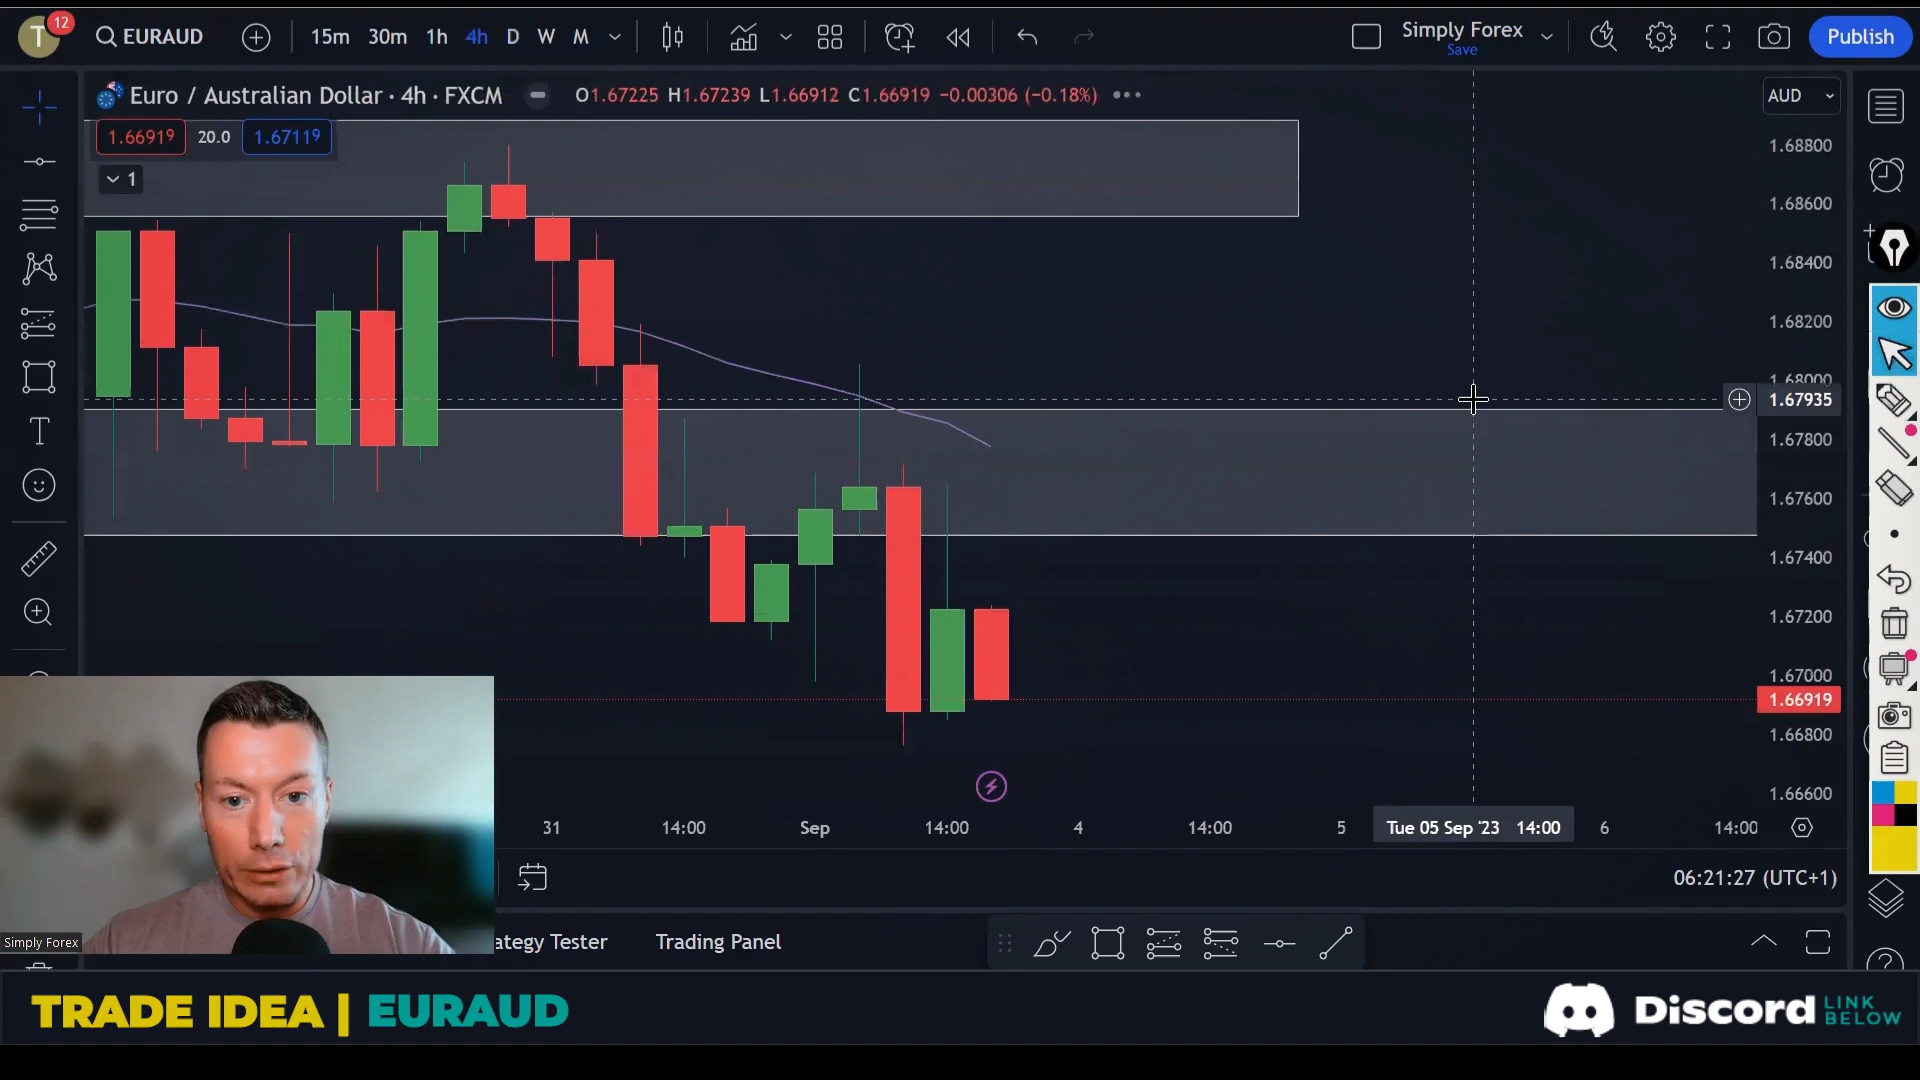 T 12 EURAUD 15m 30m 1h 4h D W M Simply Forex Save Publish
Euro / Australian Dollar · 4h · FXCM O1.67225 H1.67239 L1.66912 C1.66919 −0.00306 (−0.18%) AUD
1.66919 20.0 1.67119
1
1.68800
1.68600
1.68400
1.68200
1.68000
1.67935
1.67800
1.67600
1.67400
1.67200
1.67000
1.66919
1.66800
1.66600
31 14:00 Sep 14:00 4 14:00 5 Tue 05 Sep '23 14:00 6 14:00
06:21:27 (UTC+1)
Simply Forex
ategy Tester Trading Panel
TRADE IDEA | EURAUD
Discord LINK BELOW